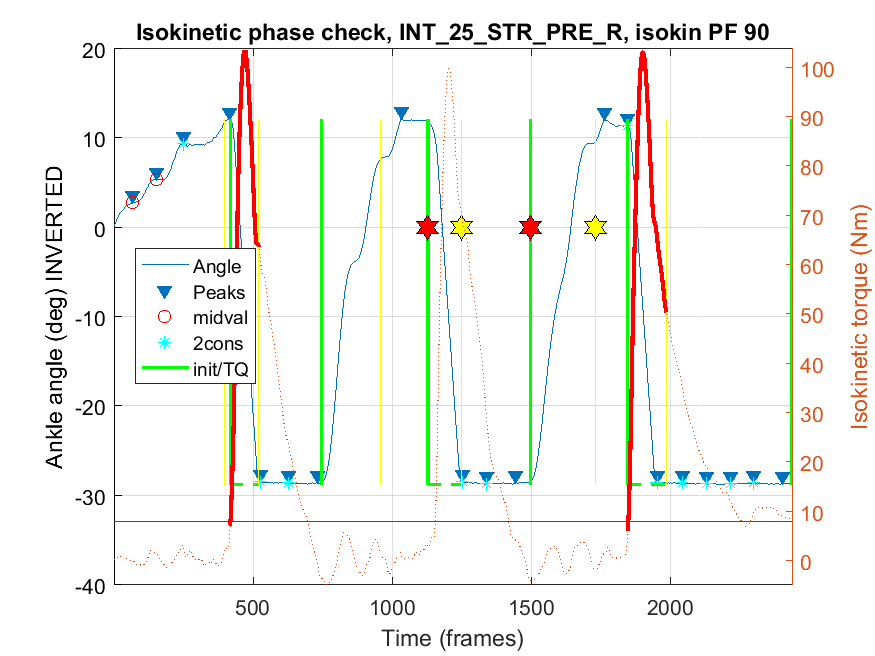 Isokinetic phase check, INT_25_STR_PRE_R, isokin PF 90
Ankle angle (deg) INVERTED
20
10
0
-10
-20
-30
-40
Angle
Peaks
midval
2cons
init/TQ
100
90
80
70
60
50
40
30
20
10
0
Isokinetic torque (Nm)
500
1000
1500
2000
Time (frames)